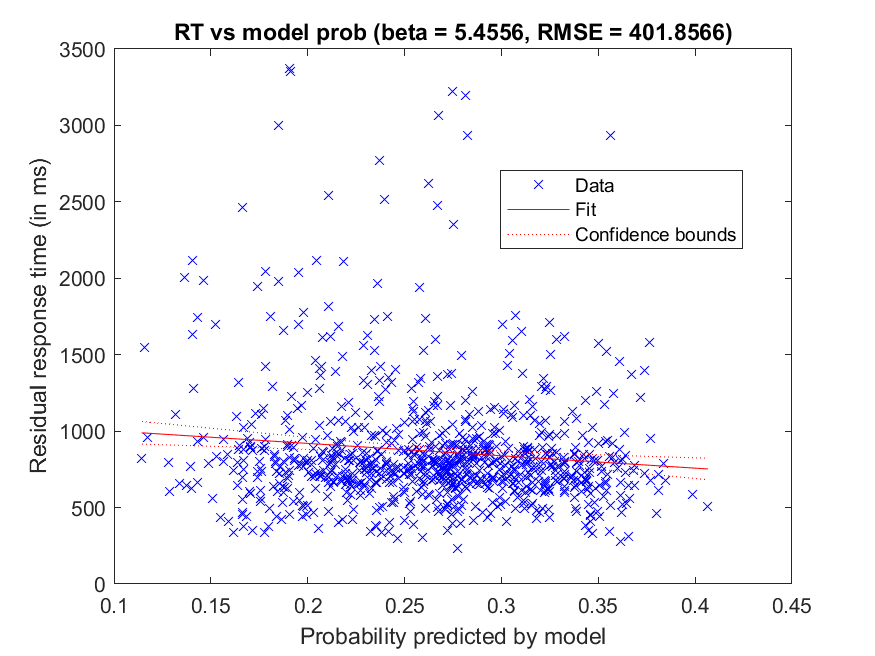 RT vs model prob (beta = 5.4556, RMSE = 401.8566)
3500
3000
2500
2000
1500
1000
500
0
Residual response time (in ms)
Data
Fit
Confidence bounds
0.1 0.15 0.2 0.25 0.3 0.35 0.4 0.45
Probability predicted by model